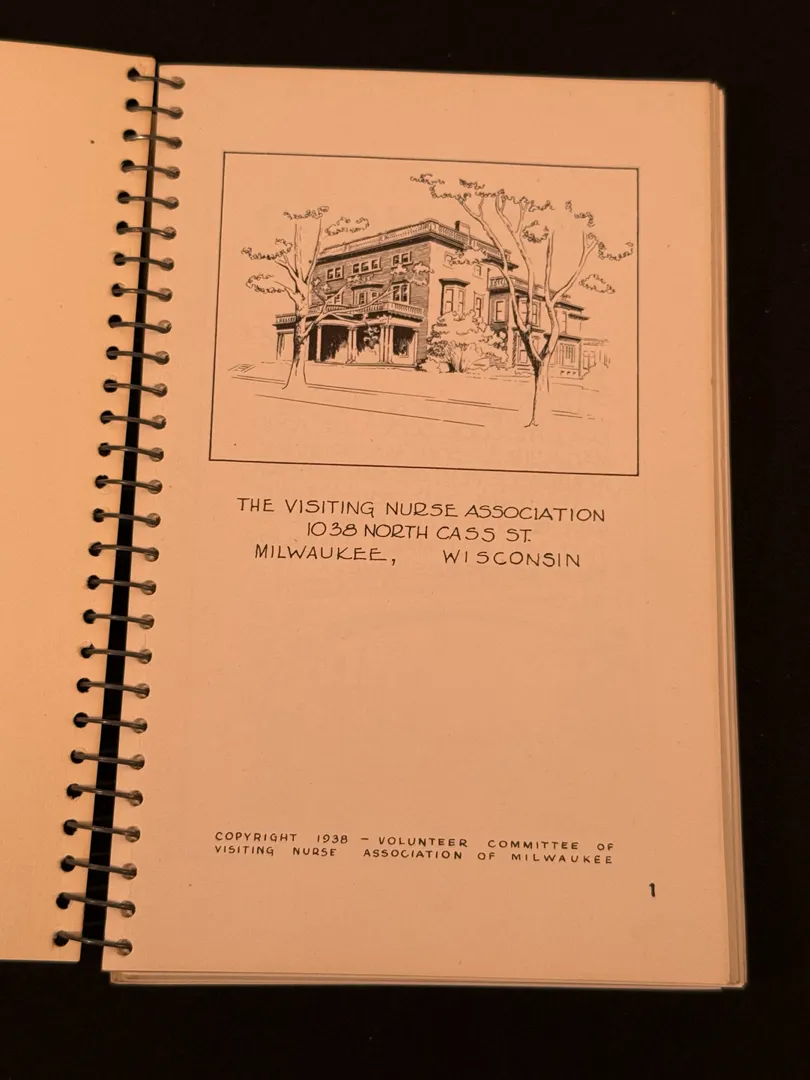 THE VISITING NURSE ASSOCIATION
1038 NORTH CASS ST.
MILWAUKEE, WISCONSIN
COPYRIGHT 1938 – VOLUNTEER COMMITTEE OF
VISITING NURSE ASSOCIATION OF MILWAUKEE
1